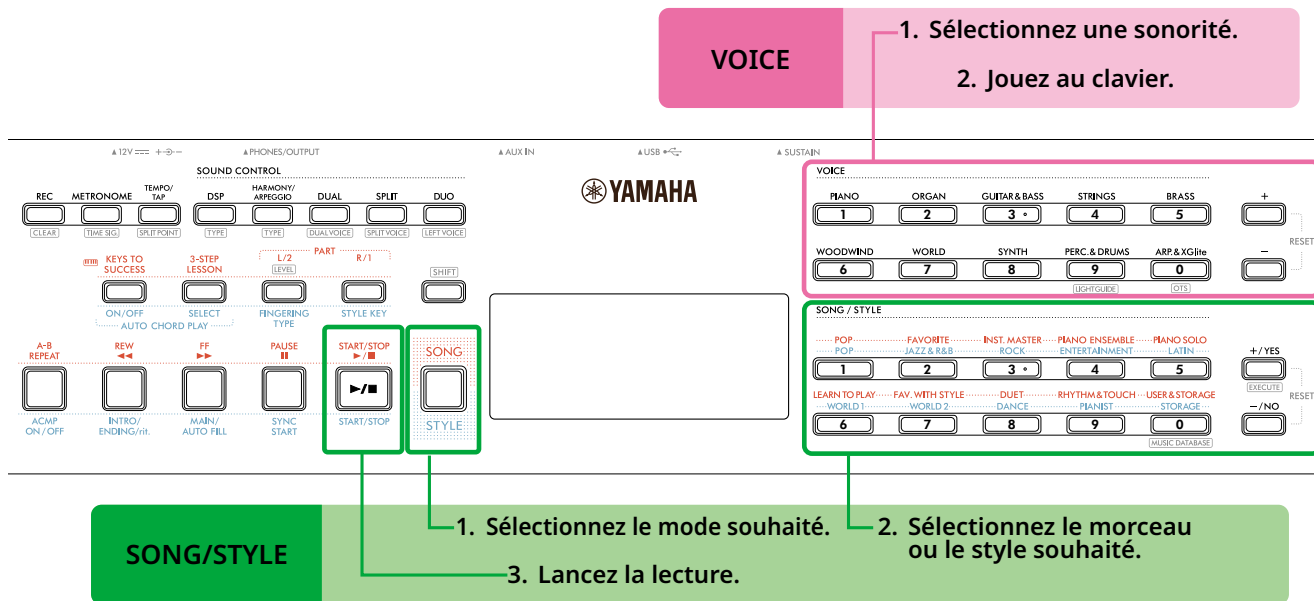 VOICE
1. Sélectionnez une sonorité.
2. Jouez au clavier.
▲12V ▲PHONES/OUTPUT ▲AUX IN ▲USB ▲SUSTAIN
SOUND CONTROL
REC METRONOME TEMPO/TAP DSP HARMONY/ARPEGGIO DUAL SPLIT DUO
CLEAR TIME SIG. SPLIT POINT TYPE TYPE DUAL VOICE SPLIT VOICE LEFT VOICE
YAMAHA
KEYS TO SUCCESS 3-STEP LESSON PART L/2 R/1
LEVEL SHIFT
ON/OFF SELECT FINGERING TYPE STYLE KEY
AUTO CHORD PLAY
A-B REPEAT REW ◀◀ FF ▶▶ PAUSE START/STOP ▶/■ SONG
▶/■
ACMP ON/OFF INTRO/ENDING/rit. MAIN/AUTO FILL SYNC START START/STOP STYLE
VOICE
PIANO ORGAN GUITAR & BASS STRINGS BRASS +
1 2 3 4 5
RESET
WOODWIND WORLD SYNTH PERC. & DRUMS ARP. & XGlite −
6 7 8 9 0
LIGHTGUIDE OTS
SONG / STYLE
POP FAVORITE INST. MASTER PIANO ENSEMBLE PIANO SOLO
POP JAZZ & R&B ROCK ENTERTAINMENT LATIN +/YES
1 2 3 4 5
EXECUTE
RESET
LEARN TO PLAY FAV. WITH STYLE DUET RHYTHM & TOUCH USER & STORAGE
WORLD 1 WORLD 2 DANCE PIANIST STORAGE −/NO
6 7 8 9 0
MUSIC DATABASE
SONG/STYLE
1. Sélectionnez le mode souhaité.
2. Sélectionnez le morceau
ou le style souhaité.
3. Lancez la lecture.